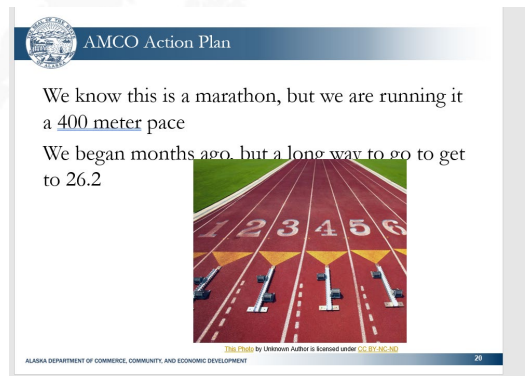 AMCO Action Plan
We know this is a marathon, but we are running it
a 400 meter pace
We began months ago, but a long way to go to get
to 26.2
1 2 3 4 5 6
This Photo by Unknown Author is licensed under CC BY-NC-ND
ALASKA DEPARTMENT OF COMMERCE, COMMUNITY, AND ECONOMIC DEVELOPMENT
20